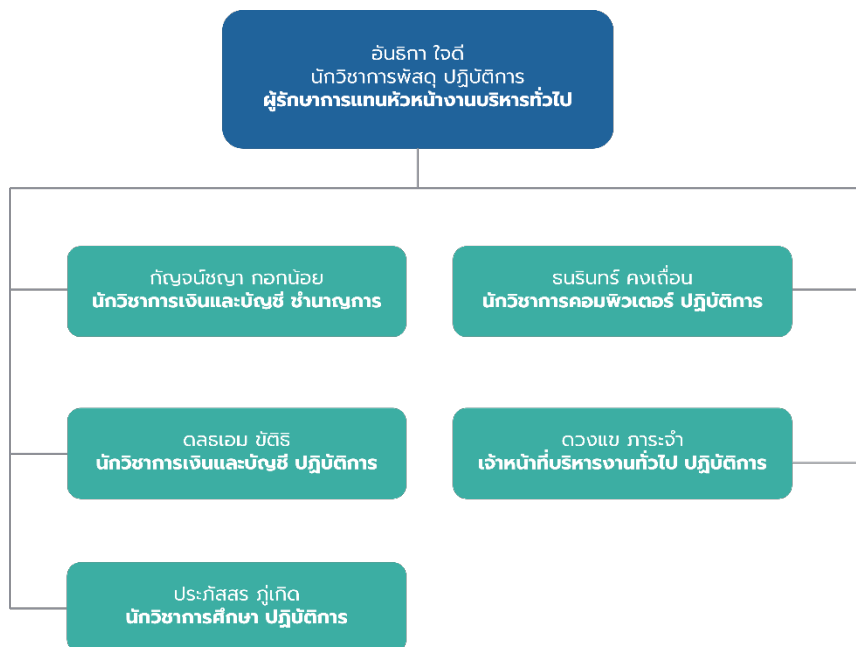 อันธิกา ใจดี
นักวิชาการพัสดุ ปฏิบัติการ
ผู้รักษาการแทนหัวหน้างานบริหารทั่วไป
กัญจน์ชญา กอกน้อย
นักวิชาการเงินและบัญชี ชำนาญการ
ธนรินทร์ คงเถื่อน
นักวิชาการคอมพิวเตอร์ ปฏิบัติการ
ดลธเอม ขัติธิ
นักวิชาการเงินและบัญชี ปฏิบัติการ
ดวงแข ภาระจำ
เจ้าหน้าที่บริหารงานทั่วไป ปฏิบัติการ
ประภัสสร ภู่เกิด
นักวิชาการศึกษา ปฏิบัติการ